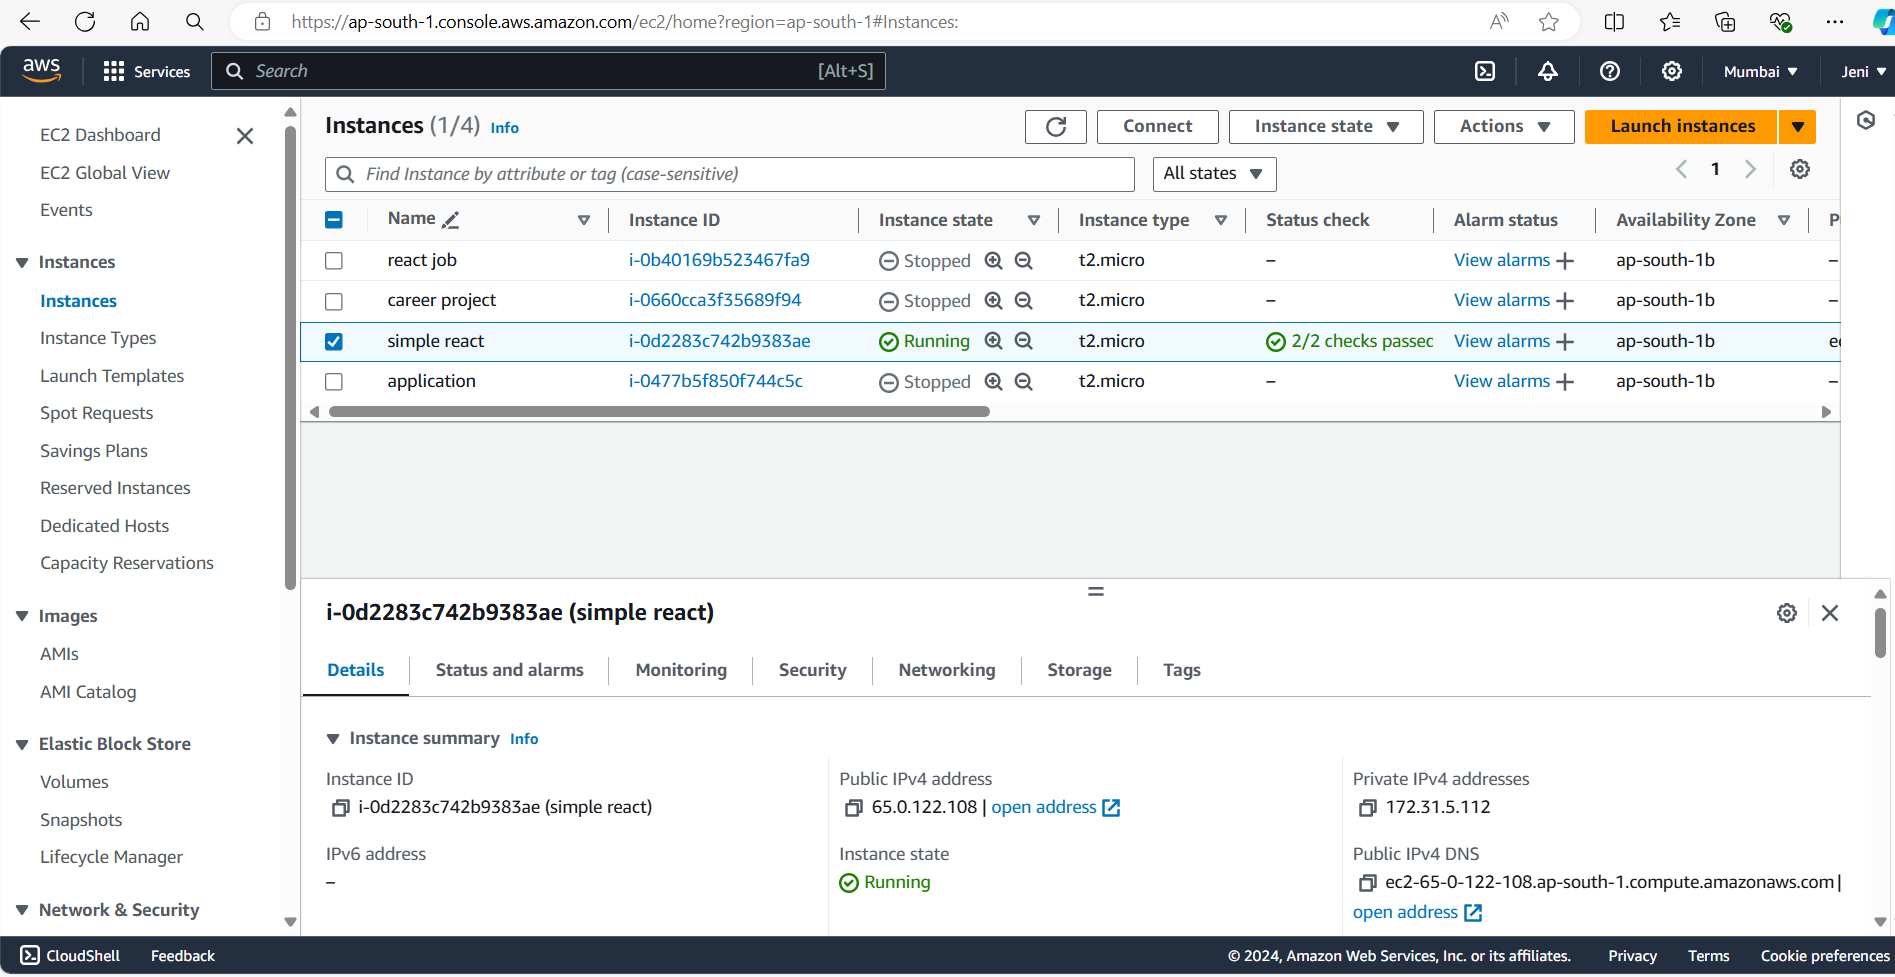 https://ap-south-1.console.aws.amazon.com/ec2/home?region=ap-south-1#Instances:
aws Services Search [Alt+S] Mumbai Jeni
EC2 Dashboard
EC2 Global View
Events
Instances
Instances
Instance Types
Launch Templates
Spot Requests
Savings Plans
Reserved Instances
Dedicated Hosts
Capacity Reservations
Images
AMIs
AMI Catalog
Elastic Block Store
Volumes
Snapshots
Lifecycle Manager
Network & Security
Instances (1/4) Info Connect Instance state Actions Launch instances
Find Instance by attribute or tag (case-sensitive) All states 1
Name Instance ID Instance state Instance type Status check Alarm status Availability Zone
react job i-0b40169b523467fa9 Stopped t2.micro – View alarms + ap-south-1b –
career project i-0660cca3f35689f94 Stopped t2.micro – View alarms + ap-south-1b –
simple react i-0d2283c742b9383ae Running t2.micro 2/2 checks passed View alarms + ap-south-1b
application i-0477b5f850f744c5c Stopped t2.micro – View alarms + ap-south-1b –
i-0d2283c742b9383ae (simple react)
Details Status and alarms Monitoring Security Networking Storage Tags
Instance summary Info
Instance ID
i-0d2283c742b9383ae (simple react)
Public IPv4 address
65.0.122.108 | open address
Private IPv4 addresses
172.31.5.112
IPv6 address
–
Instance state
Running
Public IPv4 DNS
ec2-65-0-122-108.ap-south-1.compute.amazonaws.com |
open address
CloudShell Feedback © 2024, Amazon Web Services, Inc. or its affiliates. Privacy Terms Cookie preferences